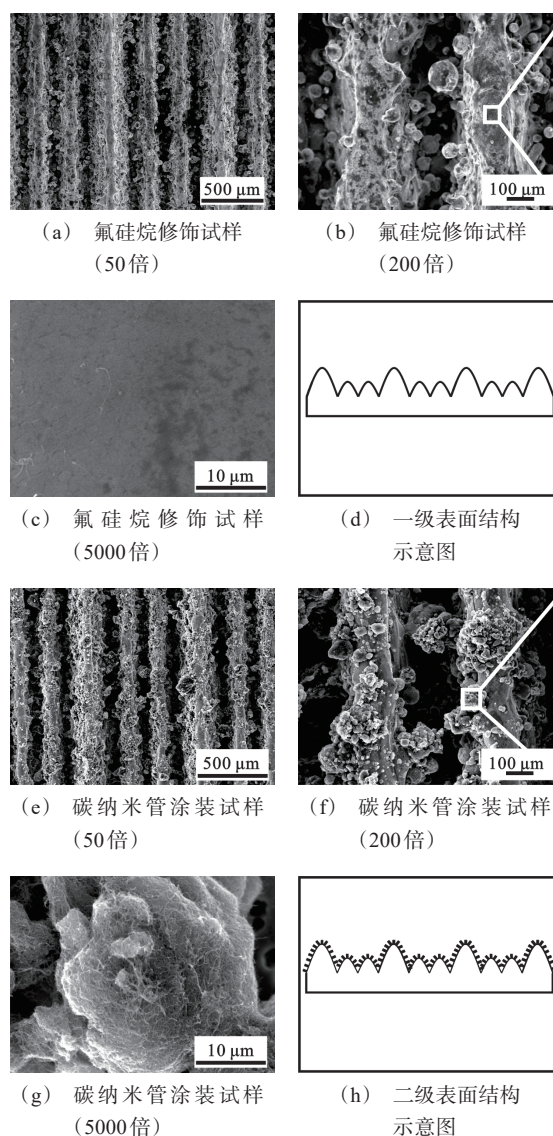 500 μm
100 μm
（a） 氟硅烷修饰试样
（50倍）
（b） 氟硅烷修饰试样
（200倍）
10 μm
（c） 氟硅烷修饰试样
（5000倍）
（d） 一级表面结构
示意图
500 μm
100 μm
（e） 碳纳米管涂装试样
（50倍）
（f） 碳纳米管涂装试样
（200倍）
10 μm
（g） 碳纳米管涂装试样
（5000倍）
（h） 二级表面结构
示意图